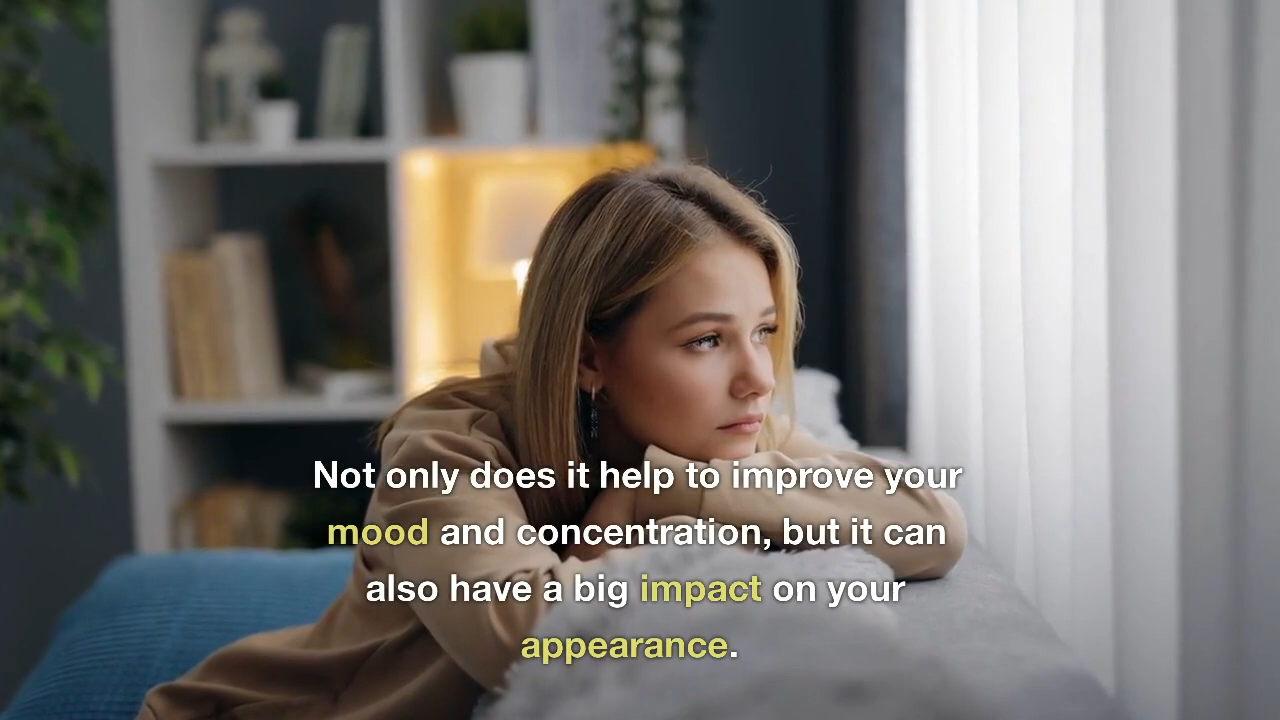 Not only does it help to improve your
mood and concentration, but it can
also have a big impact on your
appearance.